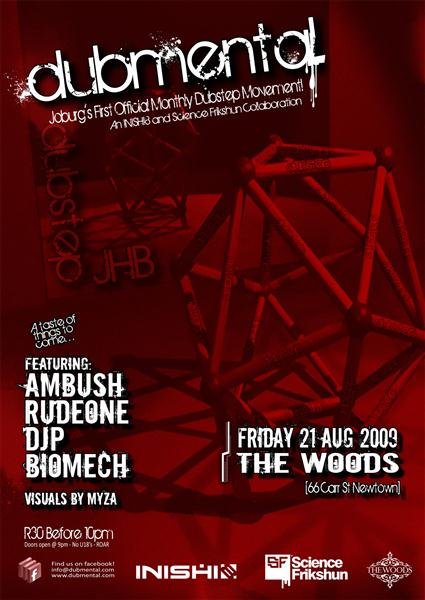 dubmental
Joburg's First Official Monthly Dubstep Movement!
An INISHI8 and Science Frikshun Collaboration
dubstep
JHB
A taste of
things to
come...
FEATURING:
AMBUSH
RUDEONE
DJP
BIOMECH
VISUALS BY MYZA
FRIDAY 21 AUG 2009
THE WOODS
[66 Carr St Newtown]
R30 Before 10pm
Doors open @ 9pm - No U18's - ROAR
Find us on facebook!
info@dubmental.com
www.dubmental.com
INISHI8
SF Science
Frikshun
THE WOODS